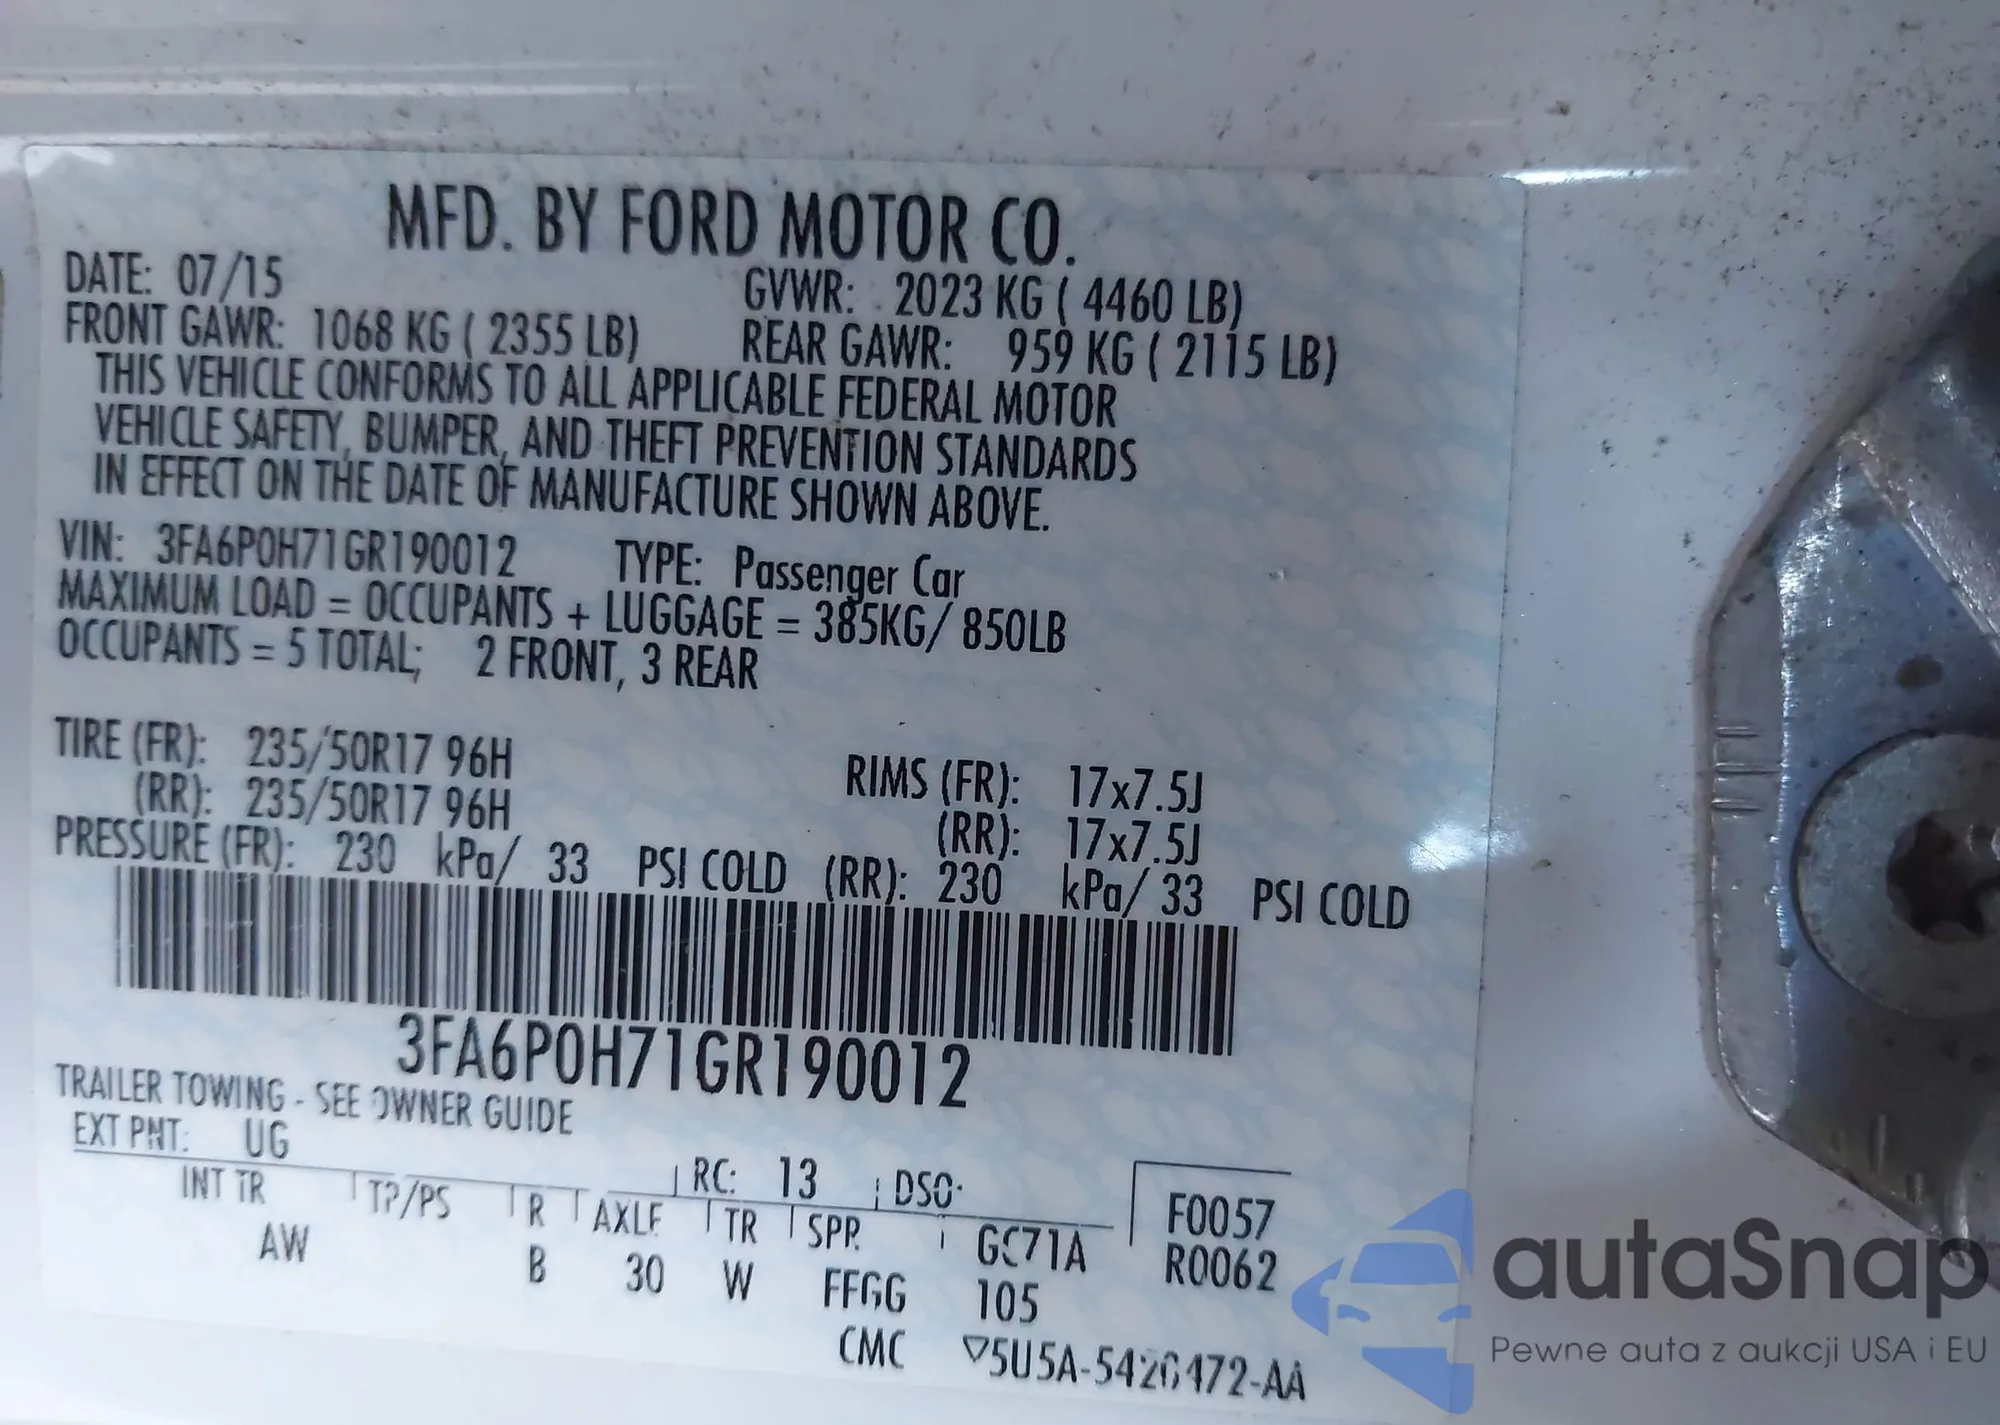 MFD. BY FORD MOTOR CO.
DATE: 07/15 GVWR: 2023 KG ( 4460 LB)
FRONT GAWR: 1068 KG ( 2355 LB) REAR GAWR: 959 KG ( 2115 LB)
THIS VEHICLE CONFORMS TO ALL APPLICABLE FEDERAL MOTOR
VEHICLE SAFETY, BUMPER, AND THEFT PREVENTION STANDARDS
IN EFFECT ON THE DATE OF MANUFACTURE SHOWN ABOVE.
VIN: 3FA6P0H71GR190012 TYPE: Passenger Car
MAXIMUM LOAD = OCCUPANTS + LUGGAGE = 385KG/ 850LB
OCCUPANTS = 5 TOTAL; 2 FRONT, 3 REAR
TIRE (FR): 235/50R17 96H RIMS (FR): 17x7.5J
(RR): 235/50R17 96H (RR): 17x7.5J
PRESSURE (FR): 230 kPa/ 33 PSI COLD (RR): 230 kPa/ 33 PSI COLD
3FA6P0H71GR190012
TRAILER TOWING - SEE OWNER GUIDE
EXT PNT: UG RC: 13 DSO: F0057
INT TR TP/PS R AXLE TR SPR GC71A R0062
AW B 30 W FFGG 105
CMC
autaSnap
Pewne auta z aukcji USA i EU